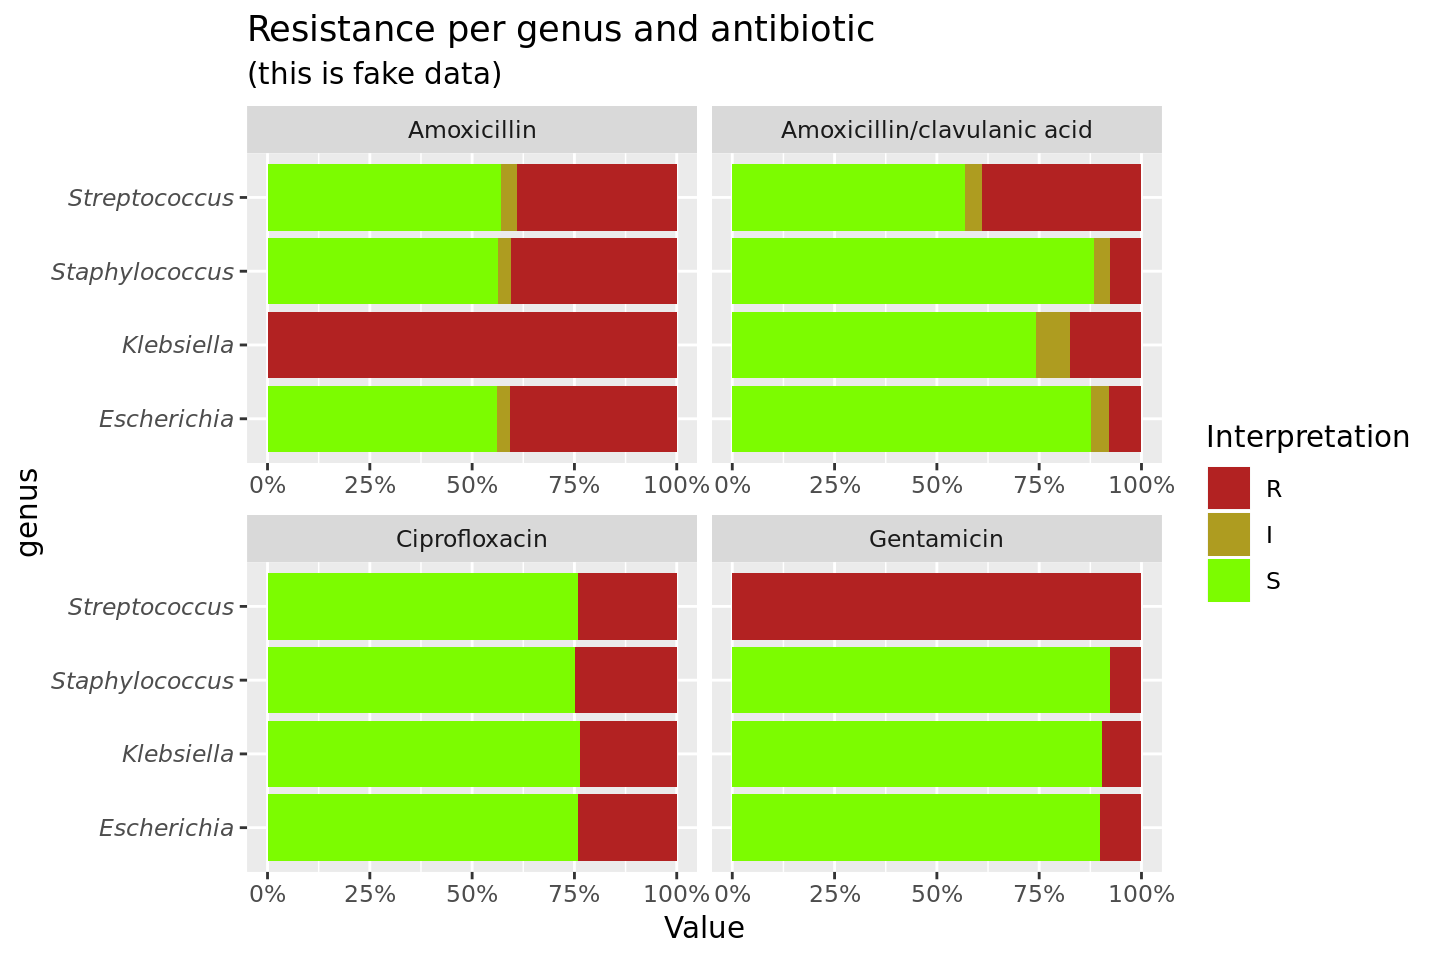 Resistance per genus and antibiotic
(this is fake data)
Amoxicillin
Amoxicillin/clavulanic acid
Streptococcus
Staphylococcus
Klebsiella
Escherichia
0% 25% 50% 75% 100% 0% 25% 50% 75% 100%
genus
Ciprofloxacin
Gentamicin
Streptococcus
Staphylococcus
Klebsiella
Escherichia
0% 25% 50% 75% 100% 0% 25% 50% 75% 100%
Value
Interpretation
R
I
S